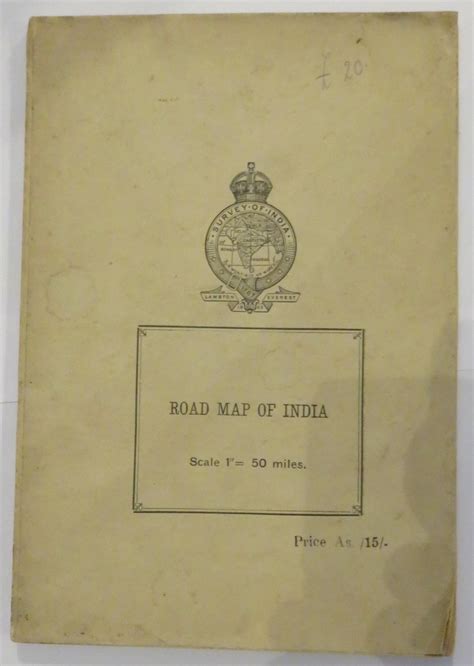 20.
SURVEY·OF·INDIA
LAMBTON EVEREST
ROAD MAP OF INDIA
Scale 1"= 50 miles.
Price As. /15/-